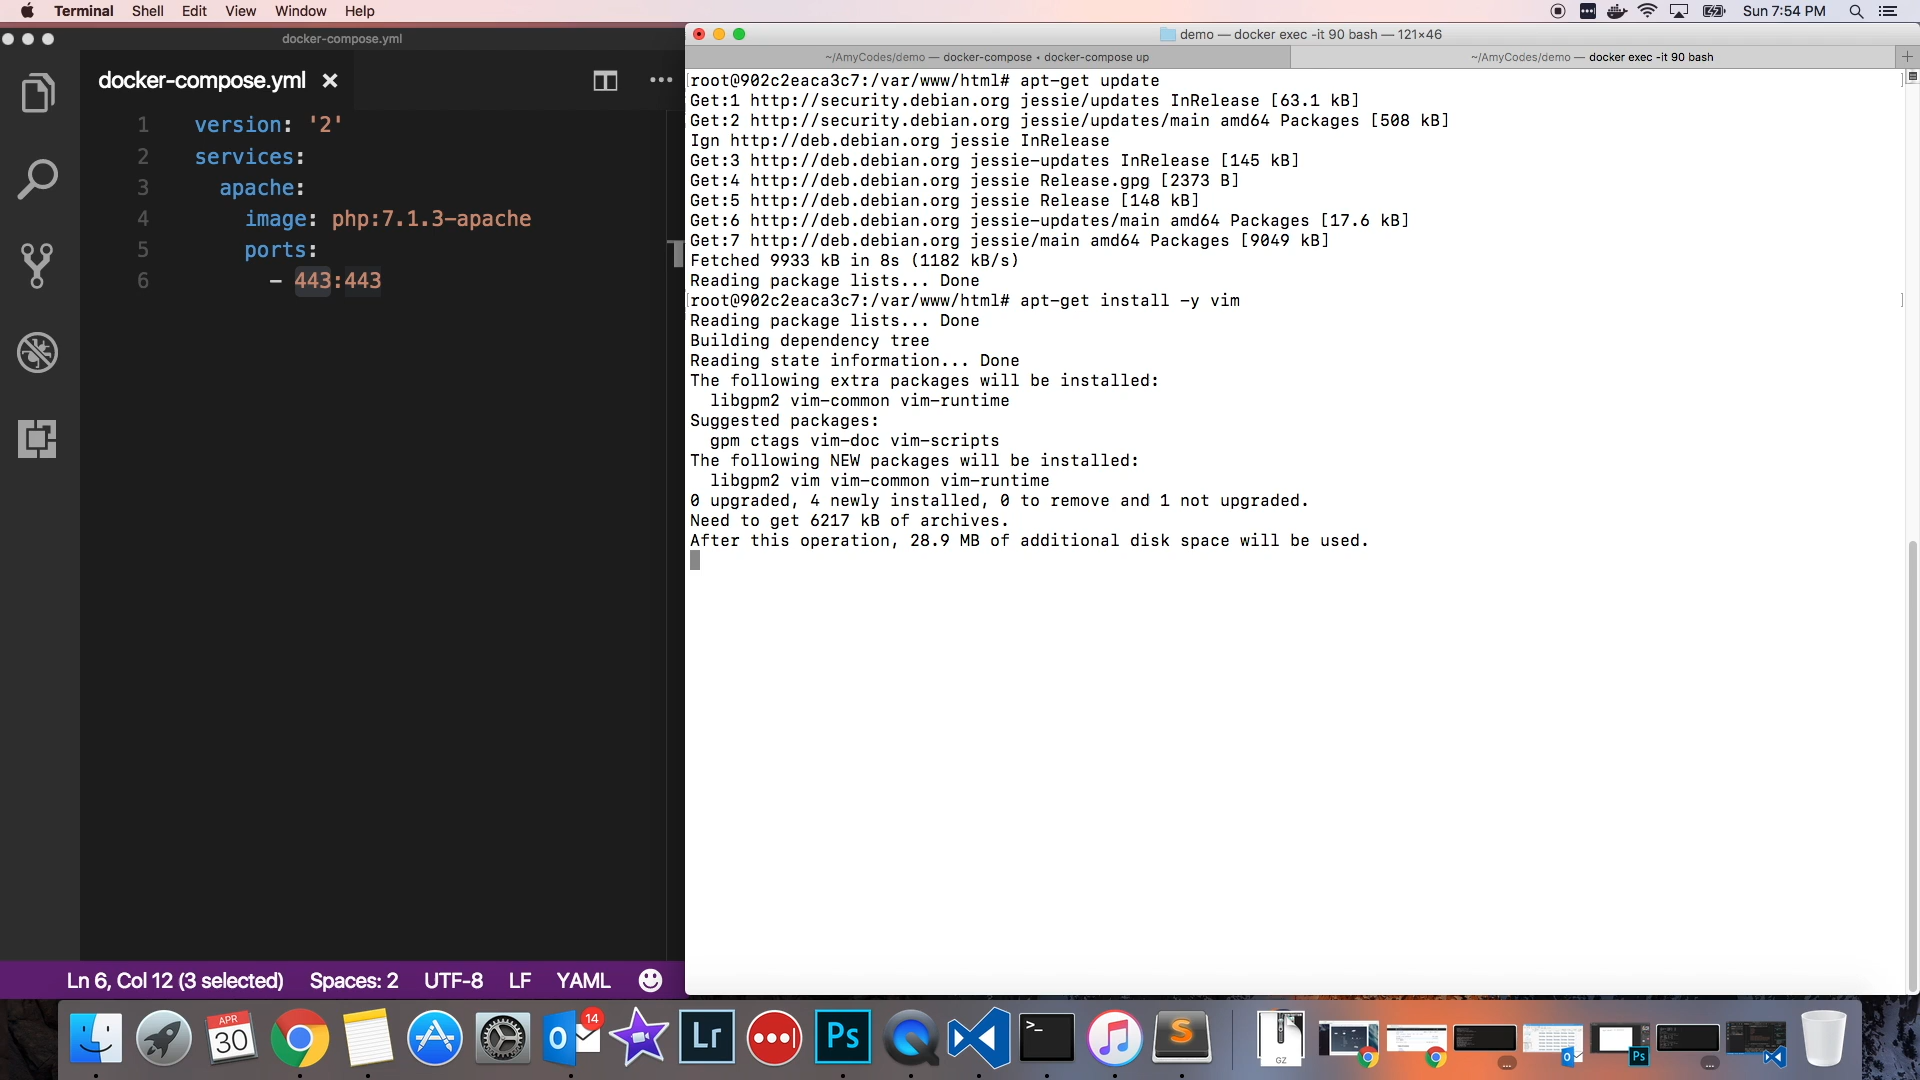 Terminal Shell Edit View Window Help
Sun 7:54 PM
docker-compose.yml
docker-compose.yml
1 version: '2'
2 services:
3 apache:
4 image: php:7.1.3-apache
5 ports:
6 - 443:443
Ln 6, Col 12 (3 selected) Spaces: 2 UTF-8 LF YAML
demo — docker exec -it 90 bash — 121×46
~/AmyCodes/demo — docker-compose • docker-compose up
~/AmyCodes/demo — docker exec -it 90 bash
[root@902c2eaca3c7:/var/www/html# apt-get update ]
Get:1 http://security.debian.org jessie/updates InRelease [63.1 kB]
Get:2 http://security.debian.org jessie/updates/main amd64 Packages [508 kB]
Ign http://deb.debian.org jessie InRelease
Get:3 http://deb.debian.org jessie-updates InRelease [145 kB]
Get:4 http://deb.debian.org jessie Release.gpg [2373 B]
Get:5 http://deb.debian.org jessie Release [148 kB]
Get:6 http://deb.debian.org jessie-updates/main amd64 Packages [17.6 kB]
Get:7 http://deb.debian.org jessie/main amd64 Packages [9049 kB]
Fetched 9933 kB in 8s (1182 kB/s)
Reading package lists... Done
[root@902c2eaca3c7:/var/www/html# apt-get install -y vim ]
Reading package lists... Done
Building dependency tree
Reading state information... Done
The following extra packages will be installed:
libgpm2 vim-common vim-runtime
Suggested packages:
gpm ctags vim-doc vim-scripts
The following NEW packages will be installed:
libgpm2 vim vim-common vim-runtime
0 upgraded, 4 newly installed, 0 to remove and 1 not upgraded.
Need to get 6217 kB of archives.
After this operation, 28.9 MB of additional disk space will be used.
APR
30
14
Lr
Ps
GZ